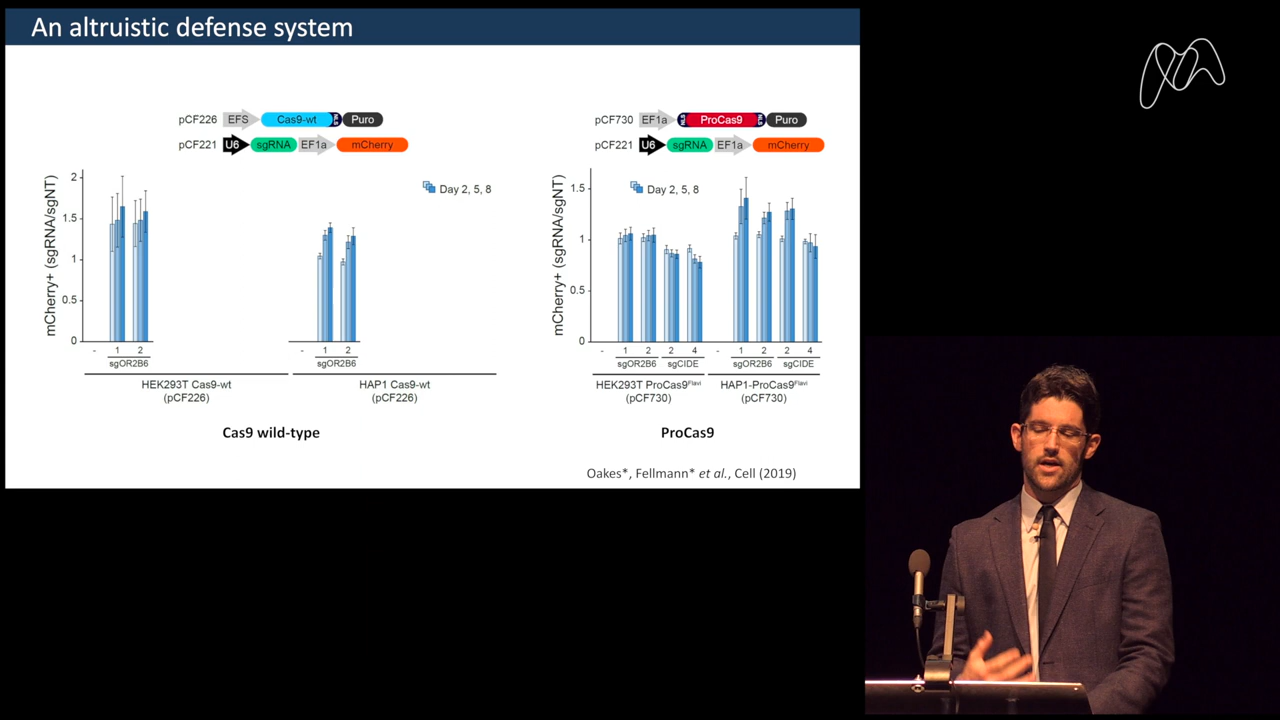 An altruistic defense system
pCF226 EFS Cas9-wt NLS Puro
pCF221 U6 sgRNA EF1a mCherry
mCherry+ (sgRNA/sgNT)
2
1.5
1
0.5
0
Day 2, 5, 8
- 1 2 - 1 2
sgOR2B6 sgOR2B6
HEK293T Cas9-wt HAP1 Cas9-wt
(pCF226) (pCF226)
Cas9 wild-type
pCF730 EF1a NLS ProCas9 NLS Puro
pCF221 U6 sgRNA EF1a mCherry
mCherry+ (sgRNA/sgNT)
1.5
1
0.5
0
Day 2, 5, 8
- 1 2 2 4 - 1 2 2 4
sgOR2B6 sgCIDE sgOR2B6 sgCIDE
HEK293T ProCas9Flavi HAP1-ProCas9Flavi
(pCF730) (pCF730)
ProCas9
Oakes*, Fellmann* et al., Cell (2019)